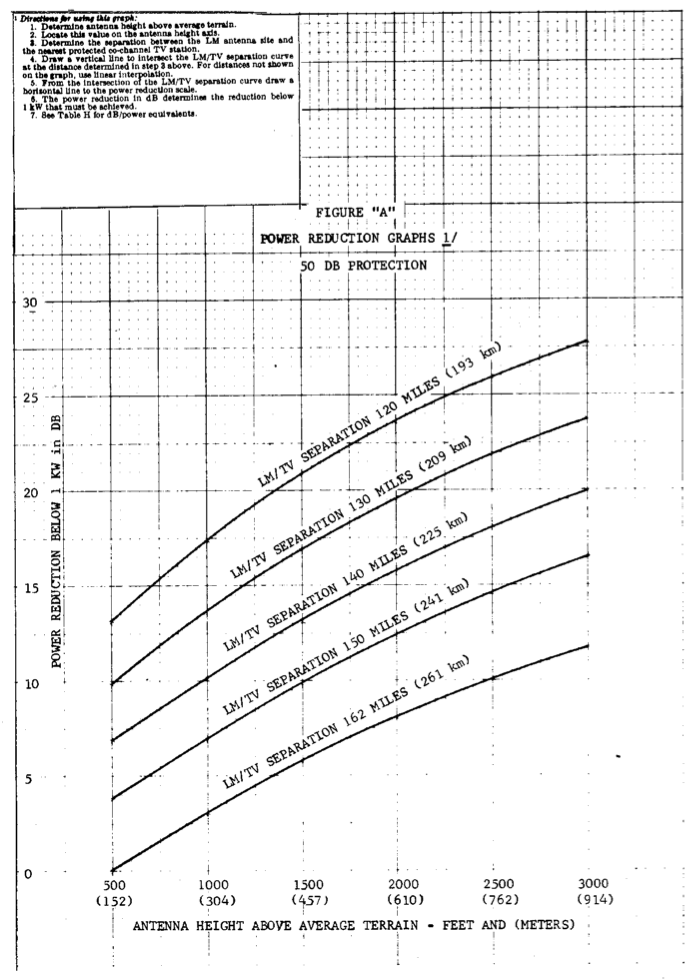 1 Directions for using this graph:
1. Determine antenna height above average terrain.
2. Locate this value on the antenna height axis.
3. Determine the separation between the LM antenna site and
the nearest protected co-channel TV station.
4. Draw a vertical line to intersect the LM/TV separation curve
at the distance determined in step 3 above. For distances not shown
on the graph, use linear interpolation.
5. From the intersection of the LM/TV separation curve draw a
horizontal line to the power reduction scale.
6. The power reduction in dB determines the reduction below
1 kW that must be achieved.
7. See Table H for dB/power equivalents.
FIGURE "A"
POWER REDUCTION GRAPHS 1/
50 DB PROTECTION
30
25
20
15
10
5
0
POWER REDUCTION BELOW 1 KW in DB
LM/TV SEPARATION 120 MILES (193 km)
LM/TV SEPARATION 130 MILES (209 km)
LM/TV SEPARATION 140 MILES (225 km)
LM/TV SEPARATION 150 MILES (241 km)
LM/TV SEPARATION 162 MILES (261 km)
500 1000 1500 2000 2500 3000
(152) (304) (457) (610) (762) (914)
ANTENNA HEIGHT ABOVE AVERAGE TERRAIN - FEET AND (METERS)